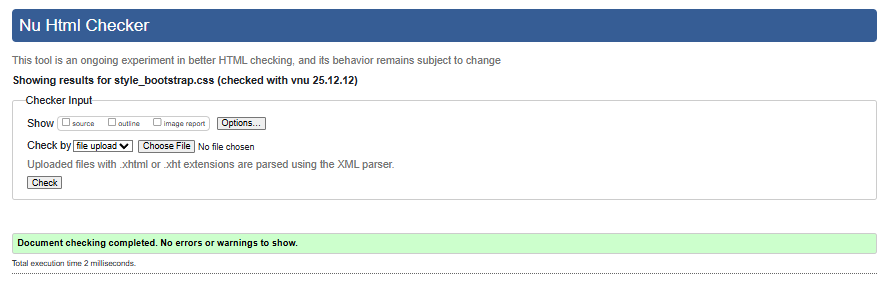 Nu Html Checker
This tool is an ongoing experiment in better HTML checking, and its behavior remains subject to change
Showing results for style_bootstrap.css (checked with vnu 25.12.12)
Checker Input
Show source outline image report Options...
Check by file upload Choose File No file chosen
Uploaded files with .xhtml or .xht extensions are parsed using the XML parser.
Check
Document checking completed. No errors or warnings to show.
Total execution time 2 milliseconds.